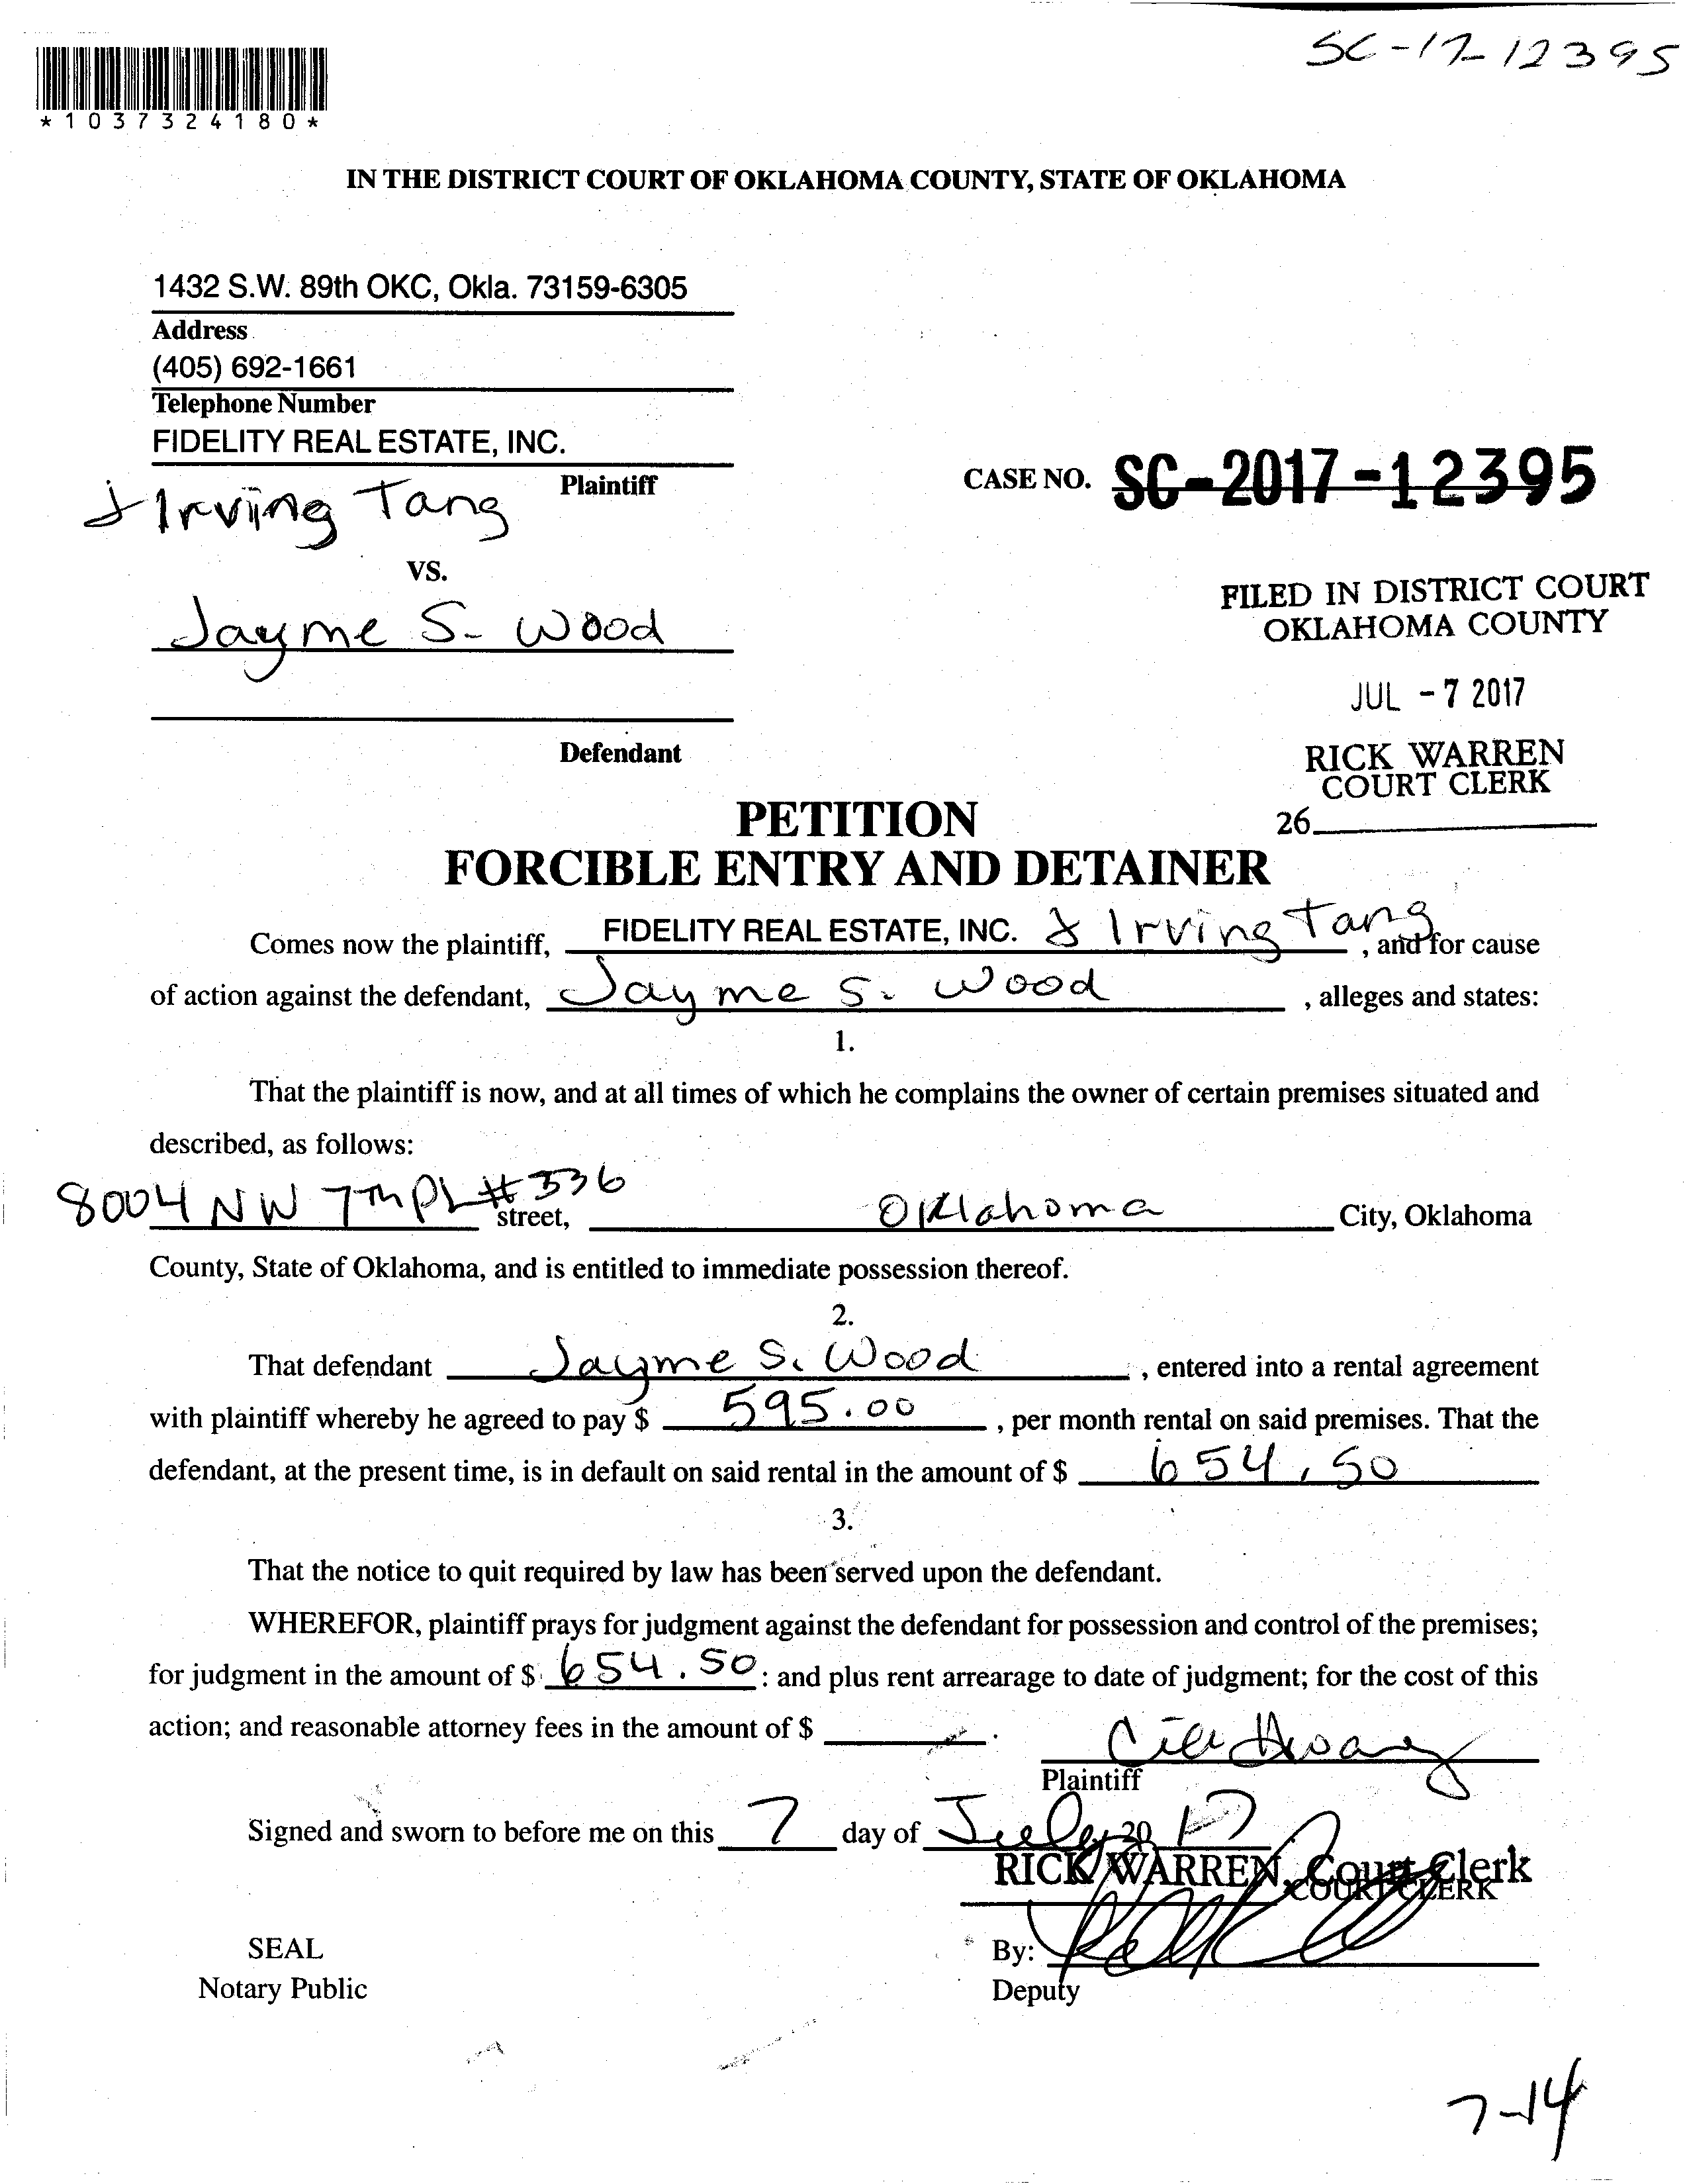 SC-17-12395
*1037324180*
IN THE DISTRICT COURT OF OKLAHOMA COUNTY, STATE OF OKLAHOMA
1432 S.W. 89th OKC, Okla. 73159-6305
Address
(405) 692-1661
Telephone Number
FIDELITY REAL ESTATE, INC.
Plaintiff
& Irving Tang
CASE NO. SC-2017-12395
VS.
Jayme S. Wood
FILED IN DISTRICT COURT
OKLAHOMA COUNTY
JUL - 7 2017
Defendant
RICK WARREN
COURT CLERK
26
PETITION
FORCIBLE ENTRY AND DETAINER
Comes now the plaintiff, FIDELITY REAL ESTATE, INC. & Irving Tang, and for cause
of action against the defendant, Jayme S. Wood, alleges and states:
1.
That the plaintiff is now, and at all times of which he complains the owner of certain premises situated and
described, as follows:
8004 NW 7th PL #336 street, Oklahoma City, Oklahoma
County, State of Oklahoma, and is entitled to immediate possession thereof.
2.
That defendant Jayme S. Wood, entered into a rental agreement
with plaintiff whereby he agreed to pay $ 595.00, per month rental on said premises. That the
defendant, at the present time, is in default on said rental in the amount of $ 654.50
3.
That the notice to quit required by law has been served upon the defendant.
WHEREFOR, plaintiff prays for judgment against the defendant for possession and control of the premises;
for judgment in the amount of $ 654.50: and plus rent arrearage to date of judgment; for the cost of this
action; and reasonable attorney fees in the amount of $ .
Plaintiff
Signed and sworn to before me on this 7 day of July, 20 17
RICK WARREN, Court Clerk
COURT CLERK
SEAL
By:
Notary Public
Deputy
7-14